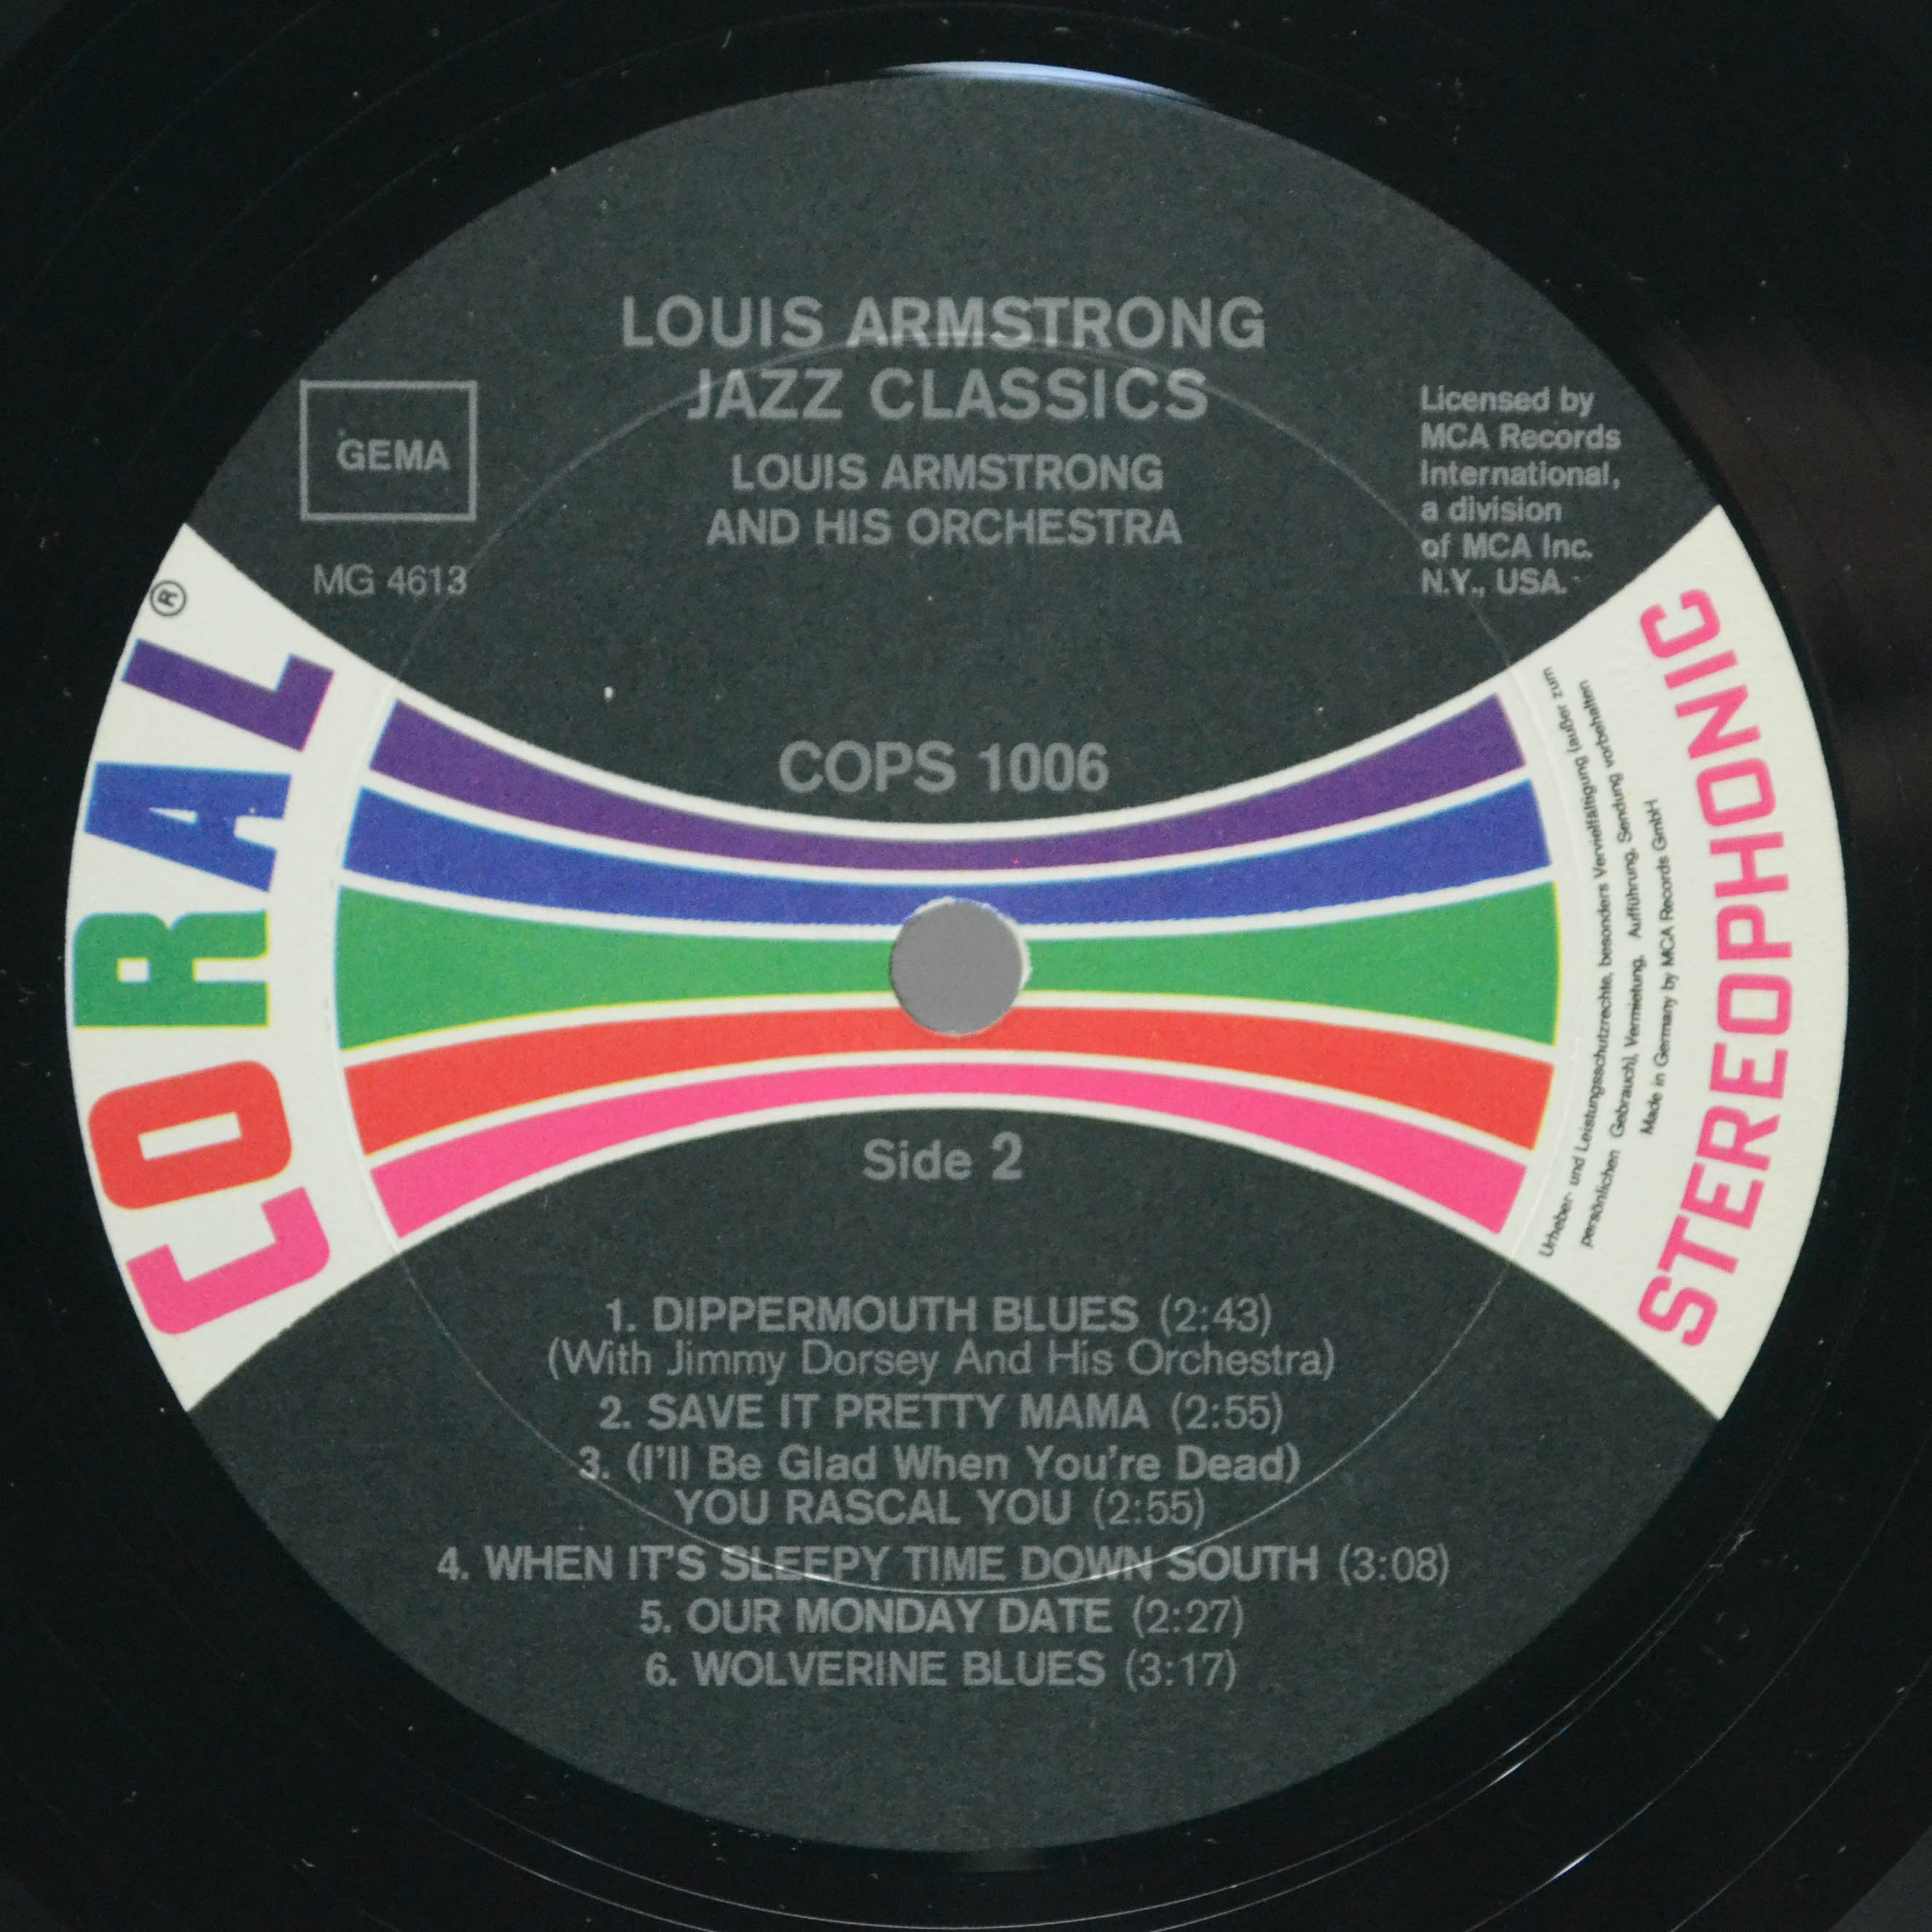 LOUIS ARMSTRONG
JAZZ CLASSICS
LOUIS ARMSTRONG
AND HIS ORCHESTRA
GEMA
MG 4613
Licensed by
MCA Records
International,
a division
of MCA Inc.
N.Y., USA.
CORAL®
COPS 1006
STEREOPHONIC
Urheber- und Leistungsschutzrechte, besonders Vervielfältigung (außer zum
persönlichen Gebrauch), Vermietung, Aufführung, Sendung vorbehalten
Made in Germany by MCA Records GmbH
Side 2
1. DIPPERMOUTH BLUES (2:43)
(With Jimmy Dorsey And His Orchestra)
2. SAVE IT PRETTY MAMA (2:55)
3. (I'll Be Glad When You're Dead)
YOU RASCAL YOU (2:55)
4. WHEN IT'S SLEEPY TIME DOWN SOUTH (3:08)
5. OUR MONDAY DATE (2:27)
6. WOLVERINE BLUES (3:17)